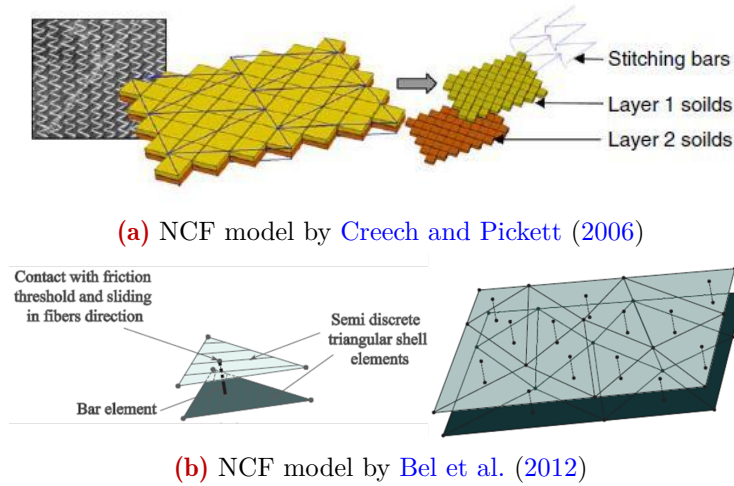 Stitching bars
Layer 1 soilds
Layer 2 soilds
(a) NCF model by Creech and Pickett (2006)
Contact with friction
threshold and sliding
in fibers direction
Semi discrete
triangular shell
elements
Bar element
(b) NCF model by Bel et al. (2012)